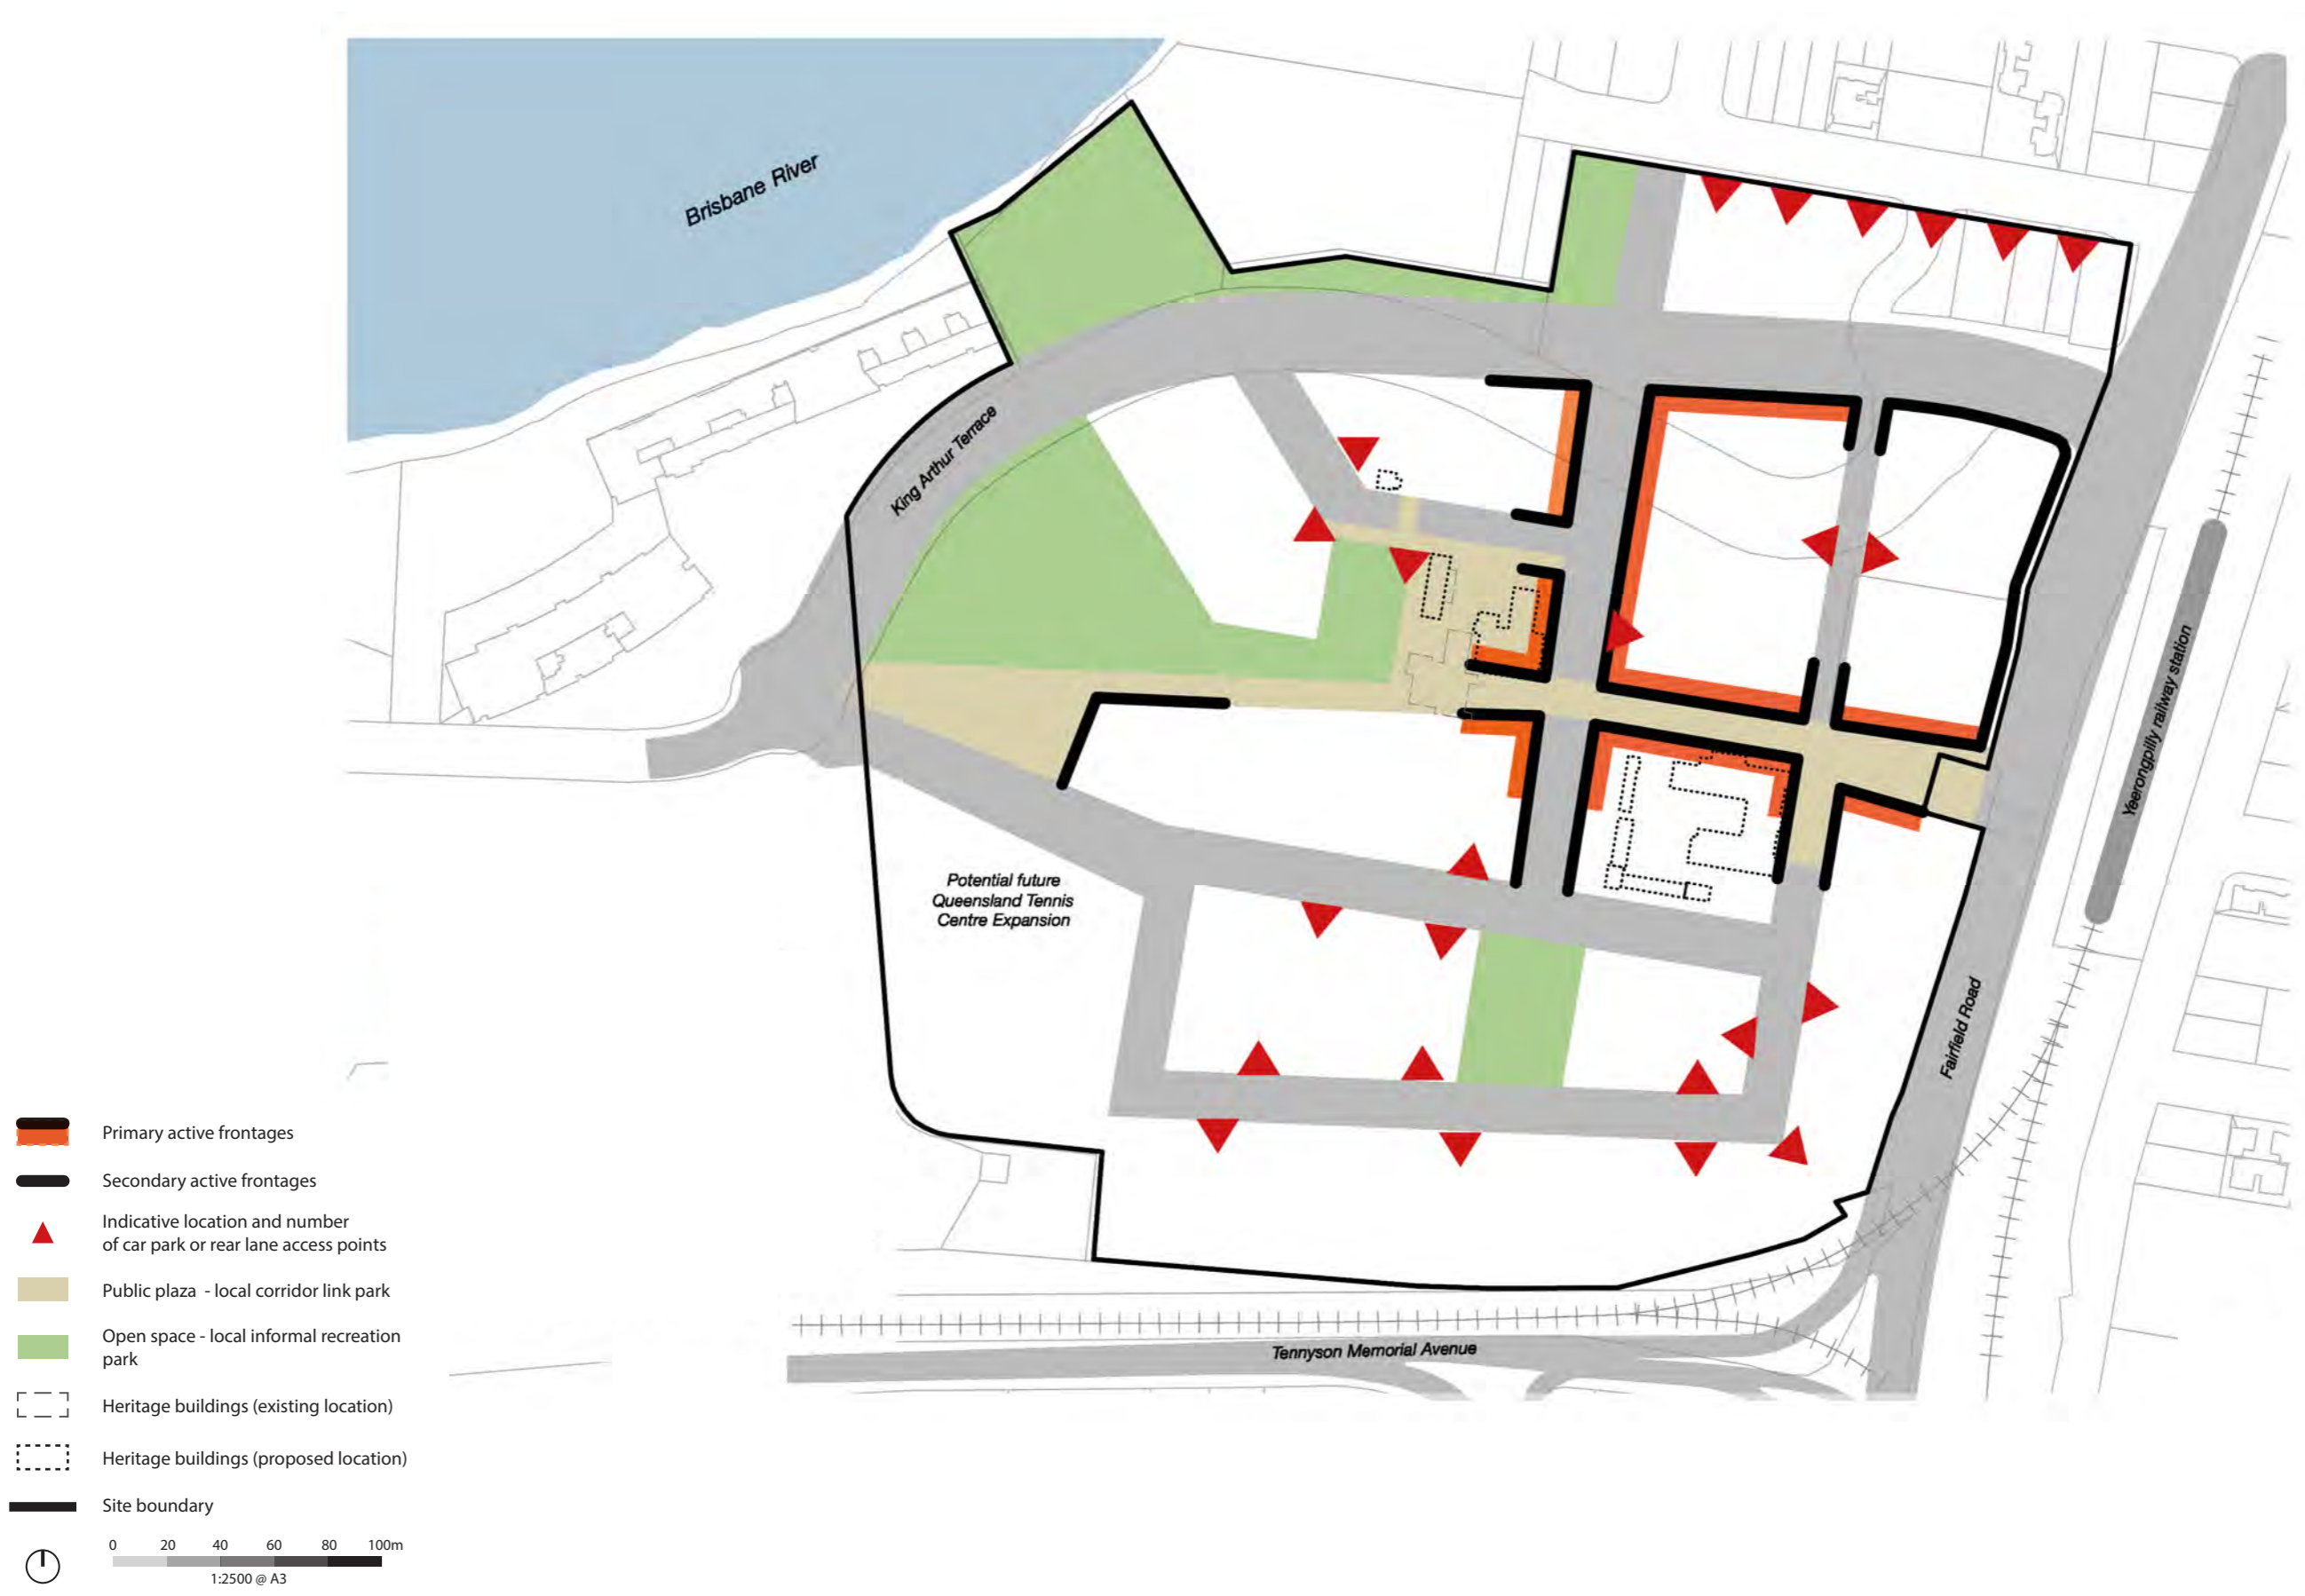 Brisbane River
King Arthur Terrace
Yeerongpilly railway station
Potential future
Queensland Tennis
Centre Expansion
Fairfield Road
Tennyson Memorial Avenue
Primary active frontages
Secondary active frontages
Indicative location and number
of car park or rear lane access points
Public plaza - local corridor link park
Open space - local informal recreation
park
Heritage buildings (existing location)
Heritage buildings (proposed location)
Site boundary
0 20 40 60 80 100m
1:2500 @ A3